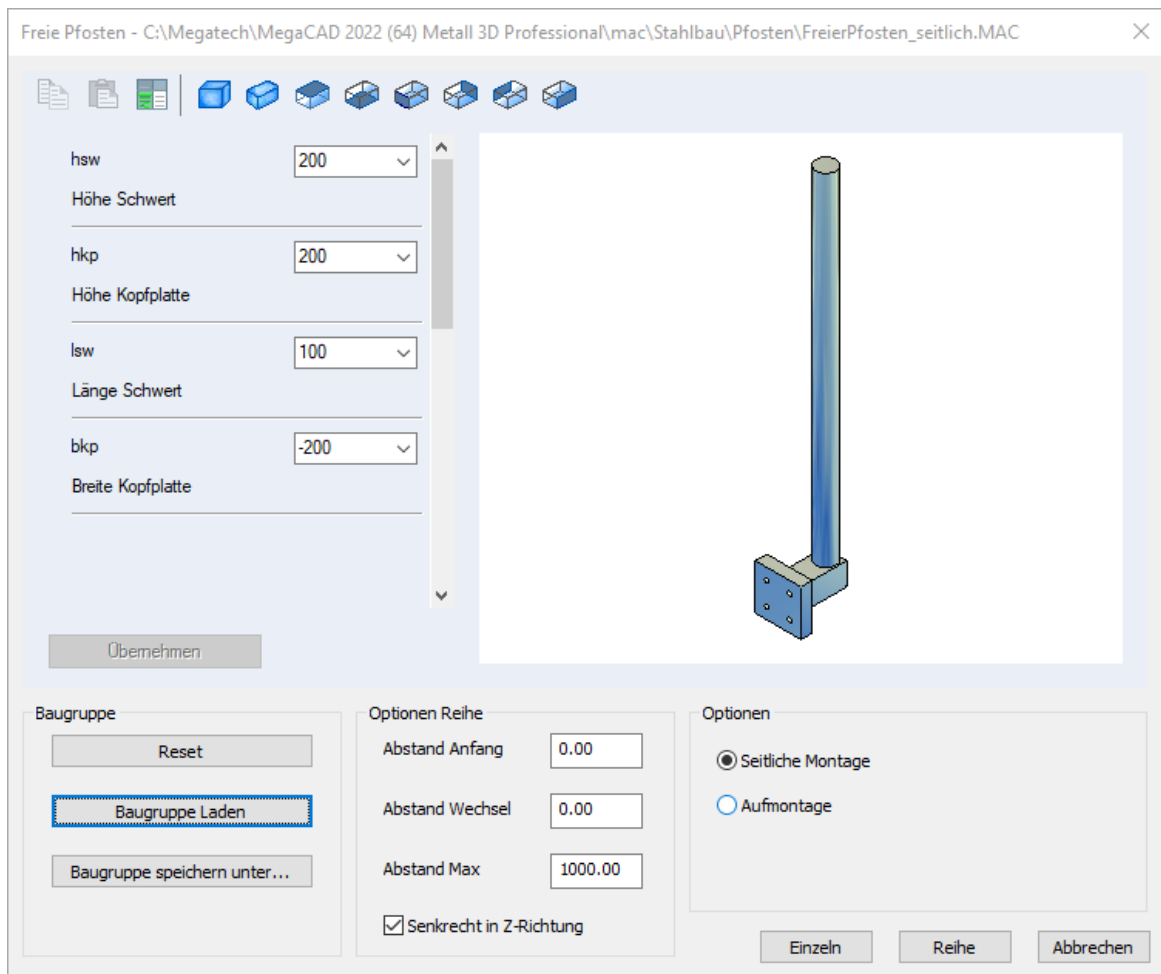 Freie Pfosten - C:\Megatech\MegaCAD 2022 (64) Metall 3D Professional\mac\Stahlbau\Pfosten\FreierPfosten_seitlich.MAC
hsw 200
Höhe Schwert
hkp 200
Höhe Kopfplatte
lsw 100
Länge Schwert
bkp -200
Breite Kopfplatte
Übernehmen
Baugruppe
Reset
Baugruppe Laden
Baugruppe speichern unter...
Optionen Reihe
Abstand Anfang 0.00
Abstand Wechsel 0.00
Abstand Max 1000.00
Senkrecht in Z-Richtung
Optionen
Seitliche Montage
Aufmontage
Einzeln Reihe Abbrechen